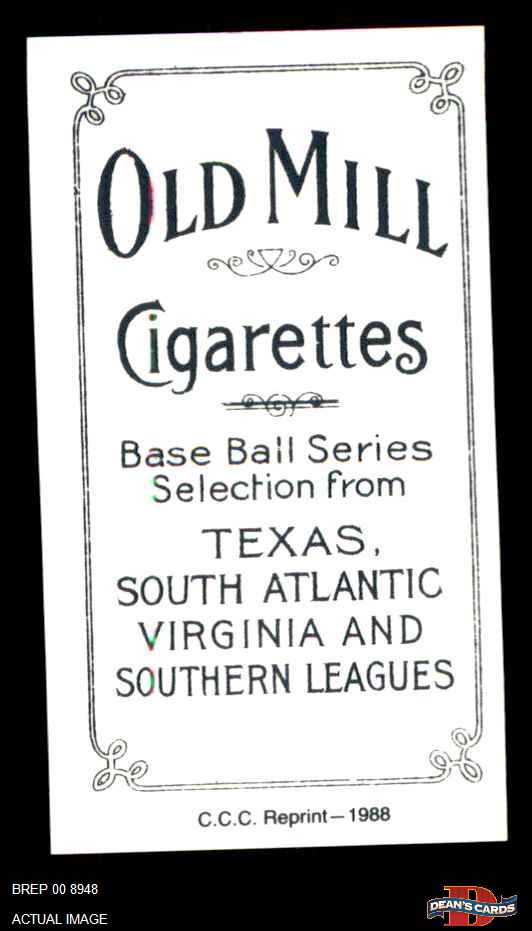 OLD MILL
Cigarettes
Base Ball Series
Selection from
TEXAS,
SOUTH ATLANTIC
VIRGINIA AND
SOUTHERN LEAGUES
C.C.C. Reprint—1988
BREP 00 8948
ACTUAL IMAGE
DEAN'S CARDS